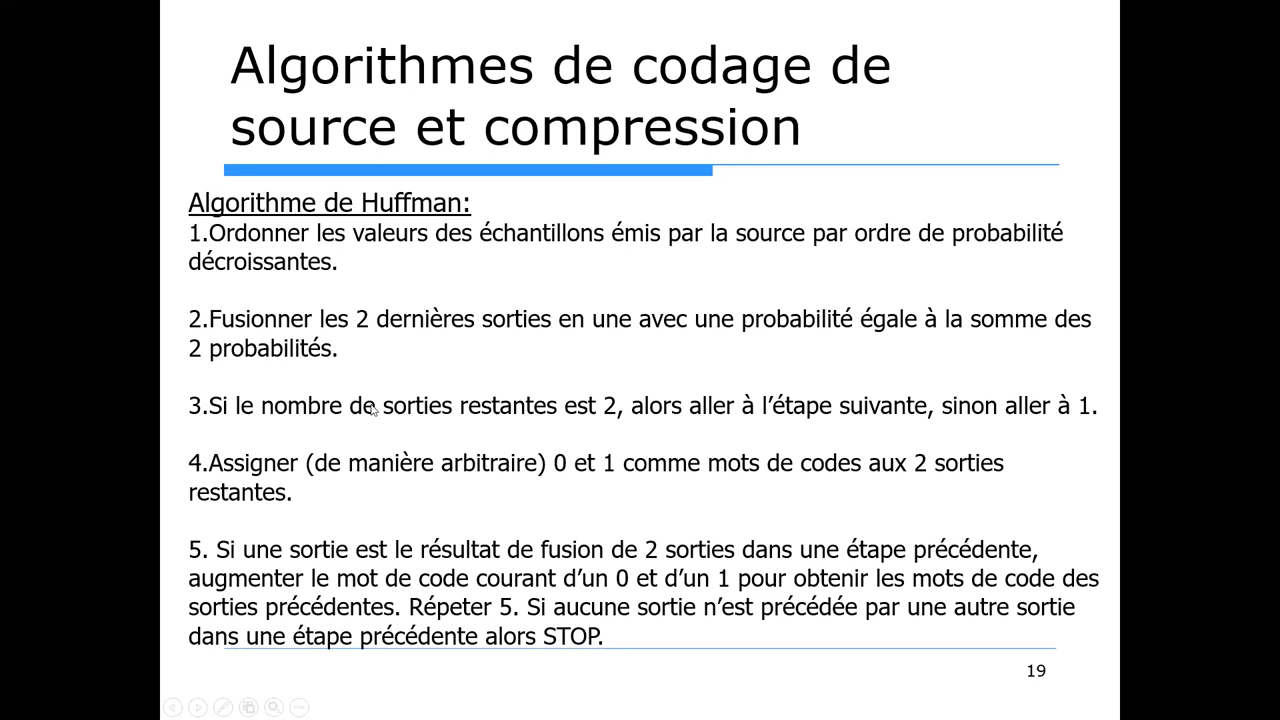 Algorithmes de codage de
source et compression
Algorithme de Huffman:
1.Ordonner les valeurs des échantillons émis par la source par ordre de probabilité
décroissantes.
2.Fusionner les 2 dernières sorties en une avec une probabilité égale à la somme des
2 probabilités.
3.Si le nombre de sorties restantes est 2, alors aller à l’étape suivante, sinon aller à 1.
4.Assigner (de manière arbitraire) 0 et 1 comme mots de codes aux 2 sorties
restantes.
5. Si une sortie est le résultat de fusion de 2 sorties dans une étape précédente,
augmenter le mot de code courant d’un 0 et d’un 1 pour obtenir les mots de code des
sorties précédentes. Répeter 5. Si aucune sortie n’est précédée par une autre sortie
dans une étape précédente alors STOP.
19